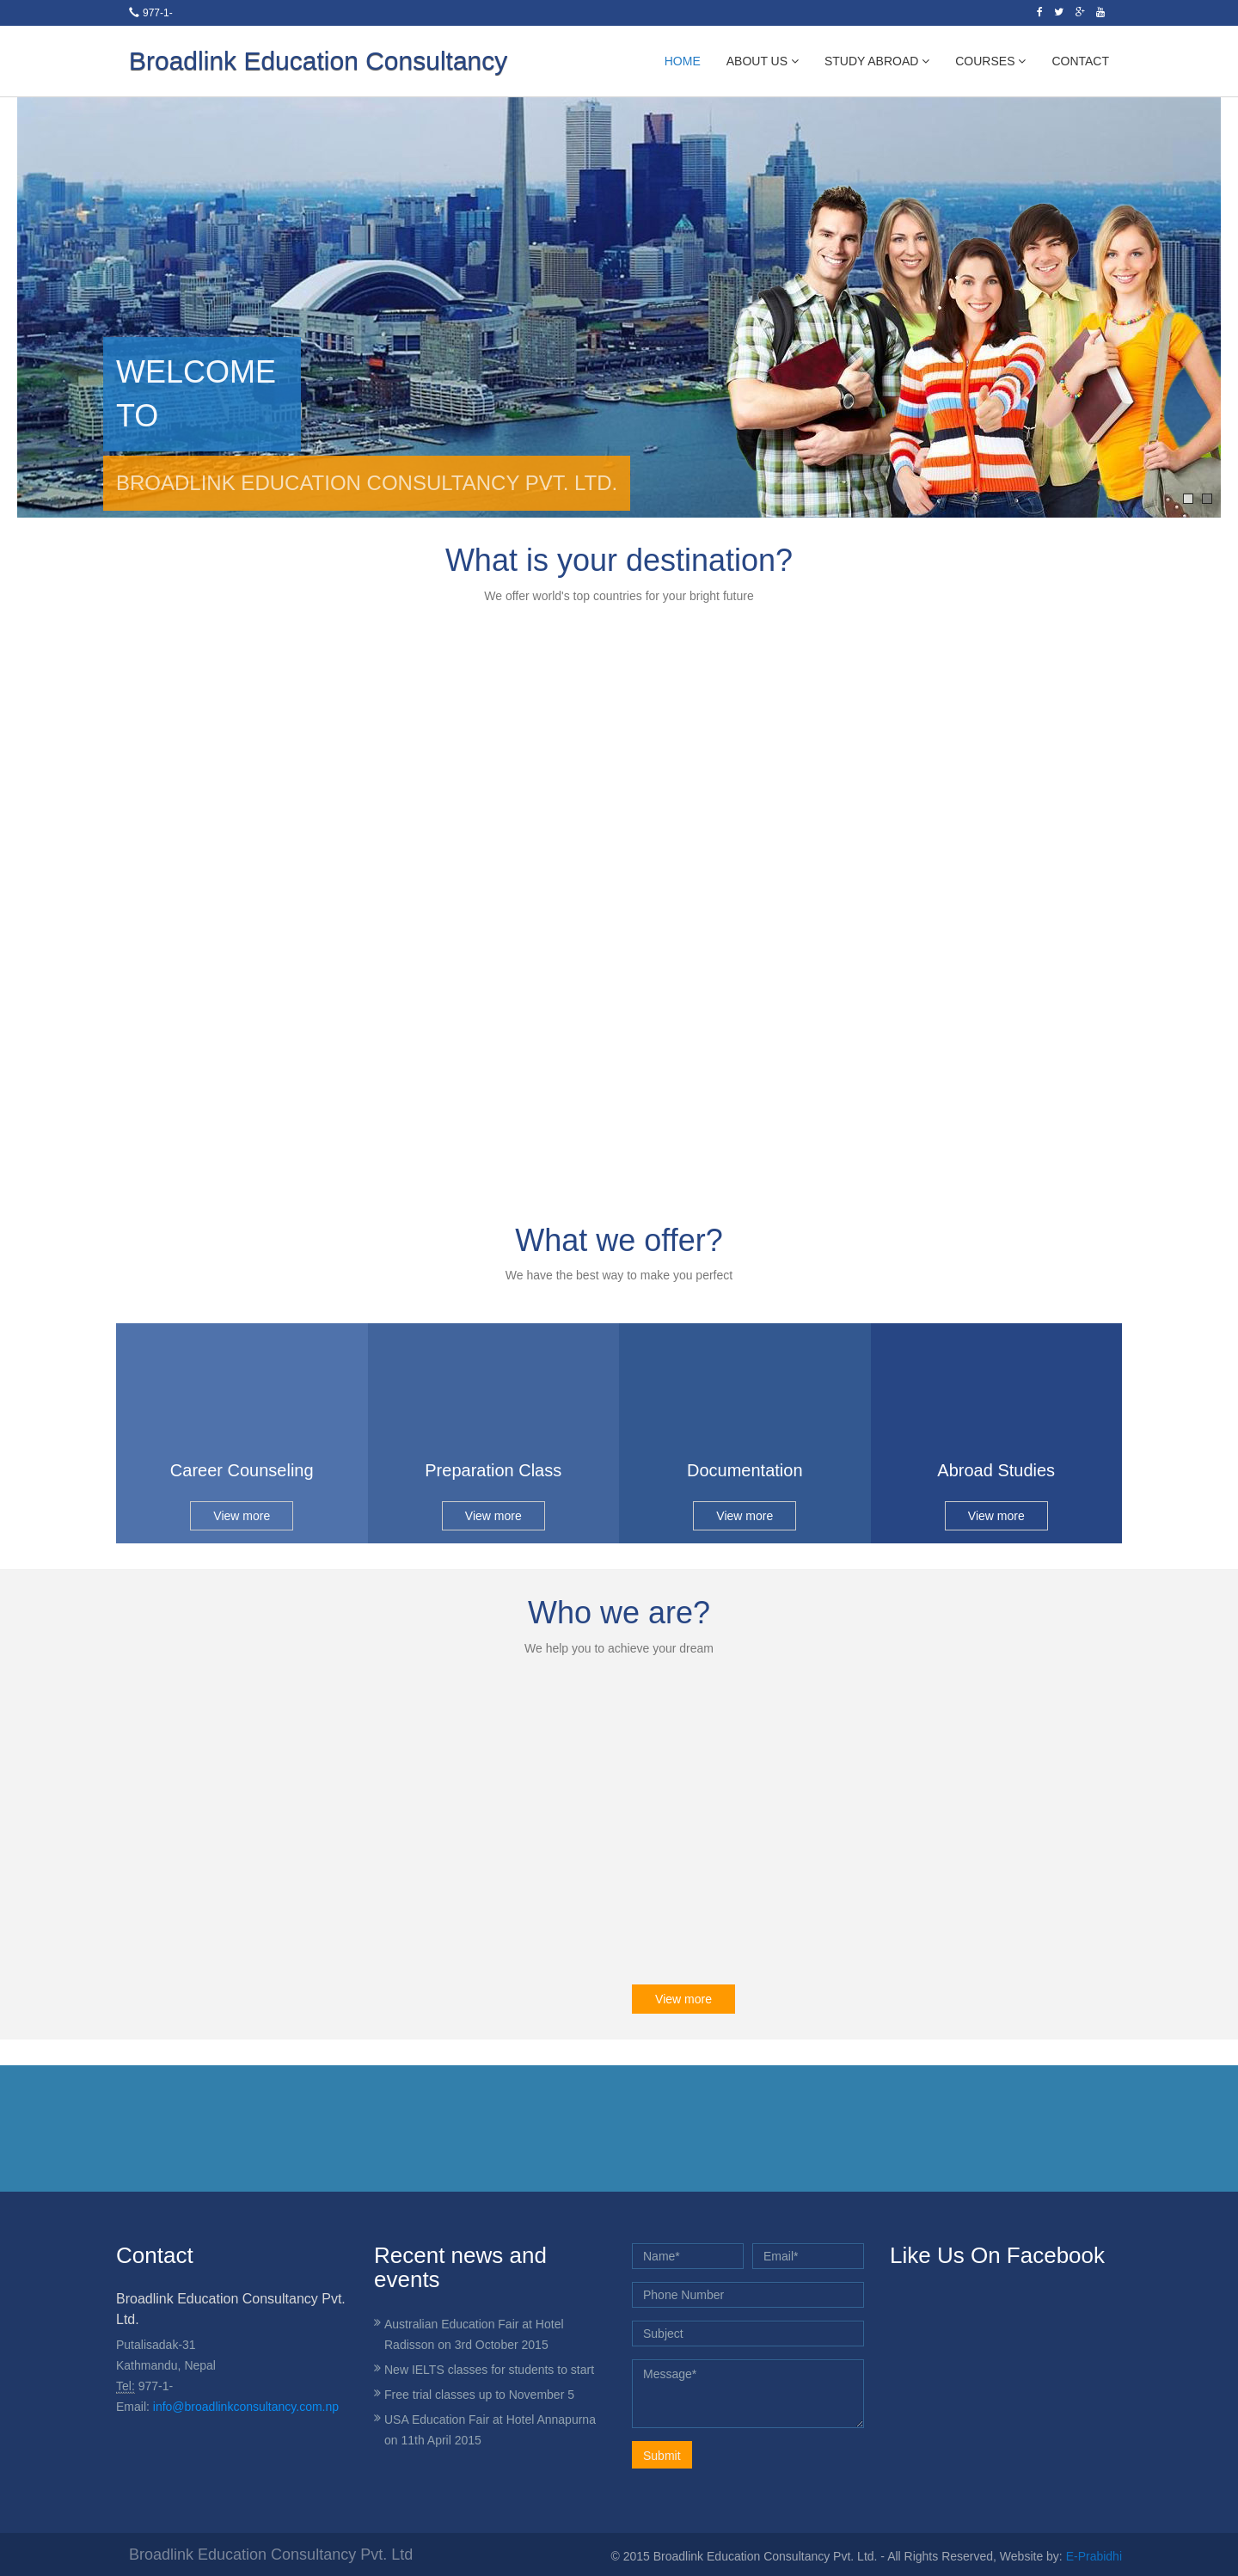 977-1-
Broadlink Education Consultancy
HOME
ABOUT US
STUDY ABROAD
COURSES
CONTACT
WELCOME
TO
BROADLINK EDUCATION CONSULTANCY PVT. LTD.
What is your destination?
We offer world's top countries for your bright future
What we offer?
We have the best way to make you perfect
Career Counseling
View more
Preparation Class
View more
Documentation
View more
Abroad Studies
View more
Who we are?
We help you to achieve your dream
View more
Contact
Broadlink Education Consultancy Pvt.
Ltd.
Putalisadak-31
Kathmandu, Nepal
Tel: 977-1-
Email: info@broadlinkconsultancy.com.np
Recent news and
events
Australian Education Fair at Hotel
Radisson on 3rd October 2015
New IELTS classes for students to start
Free trial classes up to November 5
USA Education Fair at Hotel Annapurna
on 11th April 2015
Name*
Email*
Phone Number
Subject
Message*
Submit
Like Us On Facebook
Broadlink Education Consultancy Pvt. Ltd
© 2015 Broadlink Education Consultancy Pvt. Ltd. - All Rights Reserved, Website by: E-Prabidhi